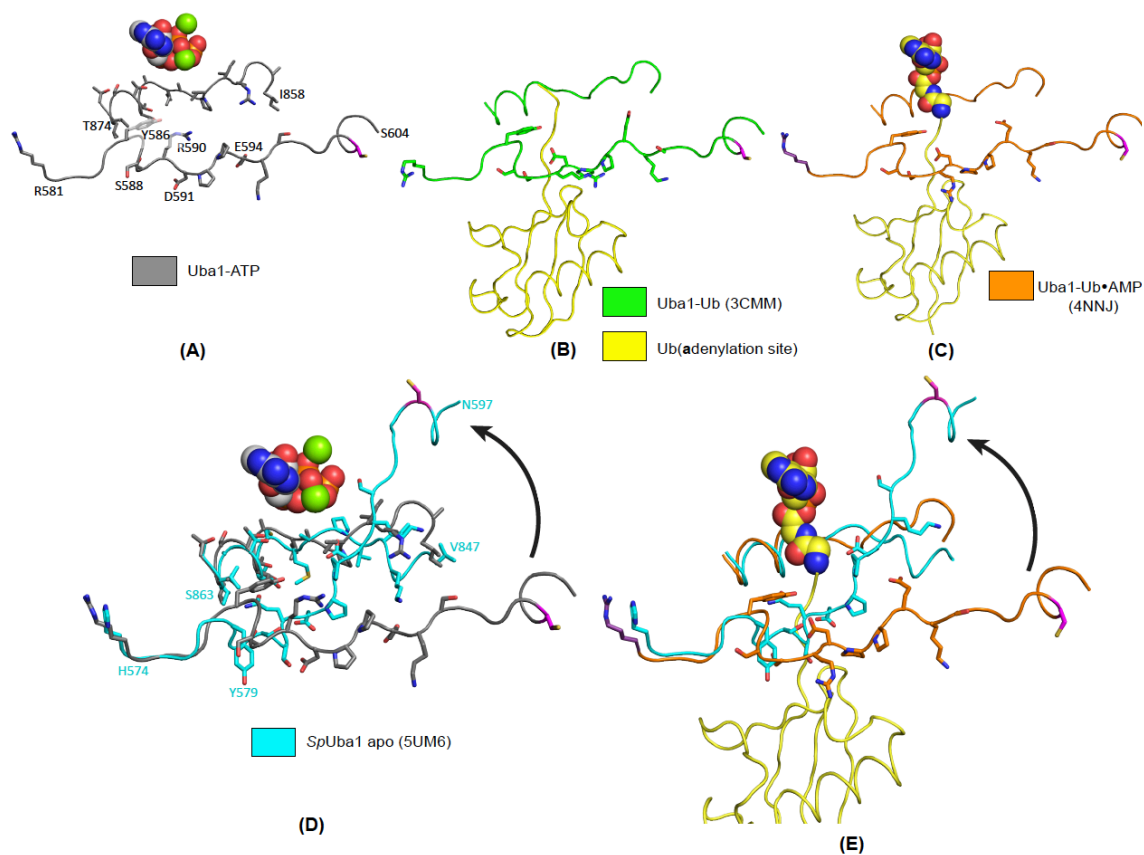 I858
T874
Y586
S604
R590
E594
R581
S588
D591
Uba1-ATP
(A)
Uba1-Ub (3CMM)
(B)
Ub(adenylation site)
Uba1-Ub•AMP
(4NNJ)
(C)
N597
V847
S863
H574
Y579
SpUba1 apo (5UM6)
(D)
(E)